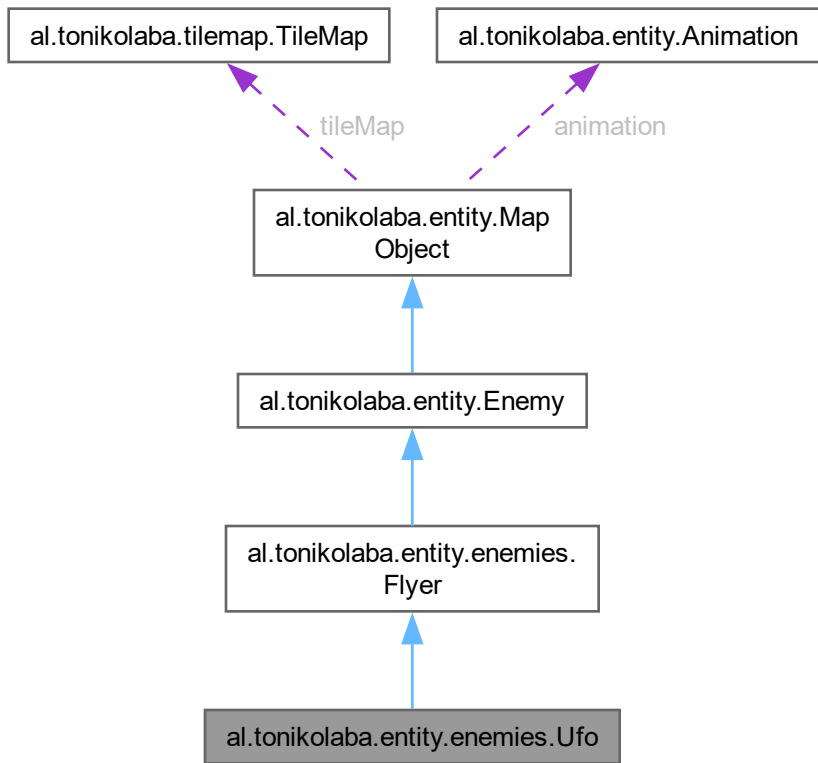 al.tonikolaba.tilemap.TileMap
al.tonikolaba.entity.Animation
tileMap
animation
al.tonikolaba.entity.Map
Object
al.tonikolaba.entity.Enemy
al.tonikolaba.entity.enemies.
Flyer
al.tonikolaba.entity.enemies.Ufo